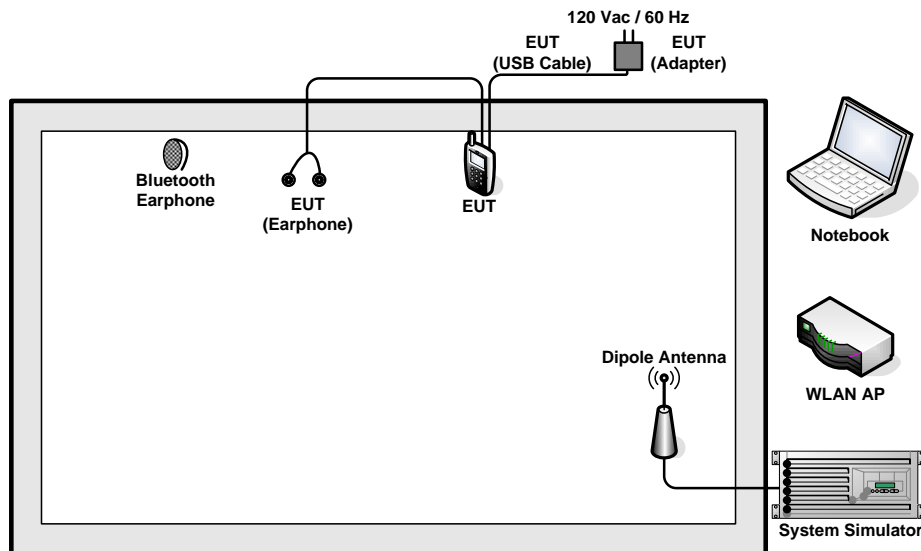 120 Vac / 60 Hz
EUT
(USB Cable)
EUT
(Adapter)
Bluetooth
Earphone
EUT
(Earphone)
EUT
Notebook
Dipole Antenna
WLAN AP
System Simulator